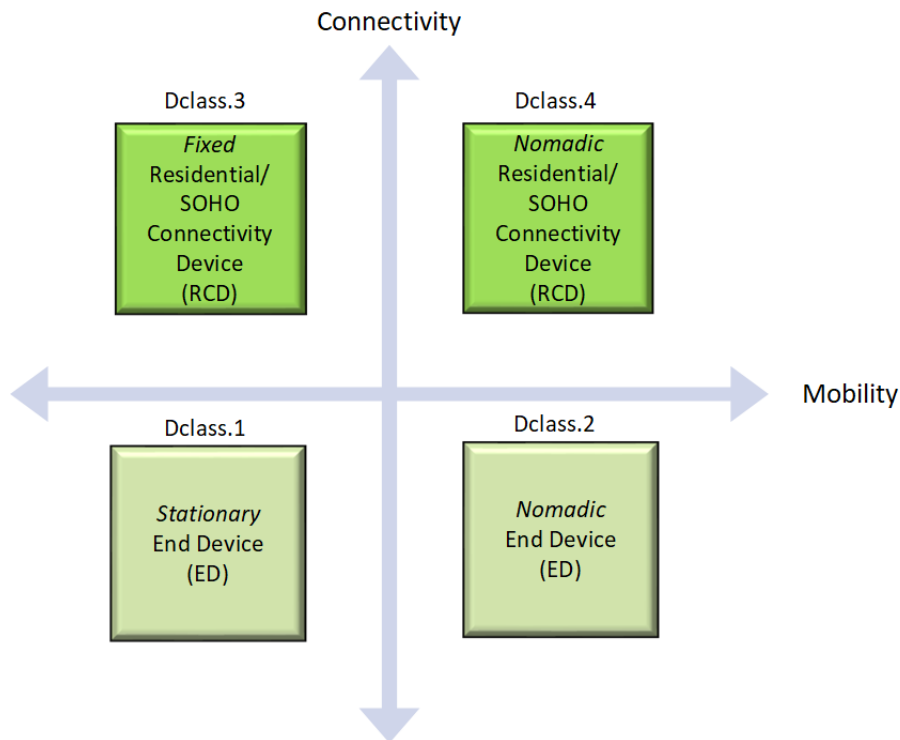 Connectivity
Dclass.3
Fixed
Residential/
SOHO
Connectivity
Device
(RCD)
Dclass.4
Nomadic
Residential/
SOHO
Connectivity
Device
(RCD)
Mobility
Dclass.1
Stationary
End Device
(ED)
Dclass.2
Nomadic
End Device
(ED)